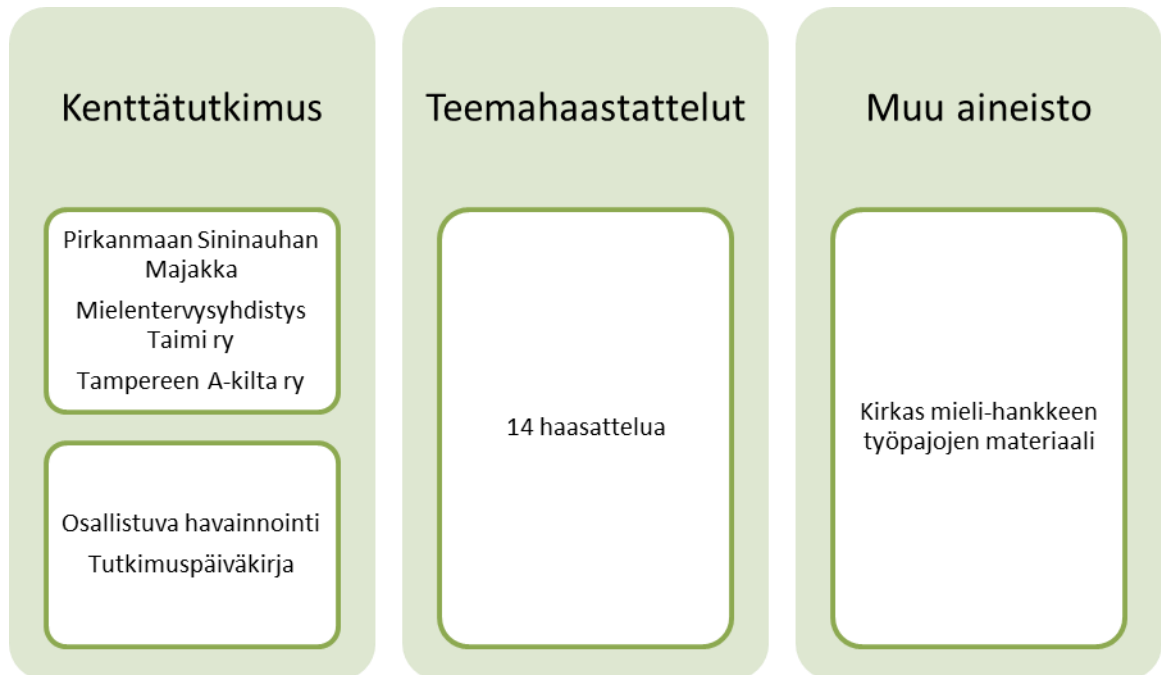 Kenttätutkimus
Pirkanmaan Sininauhan
Majakka
Mielentervysyhdistys
Taimi ry
Tampereen A-kilta ry
Osallistuva havainnointi
Tutkimuspäiväkirja
Teemahaastattelut
14 haasattelua
Muu aineisto
Kirkas mieli-hankkeen
työpajojen materiaali